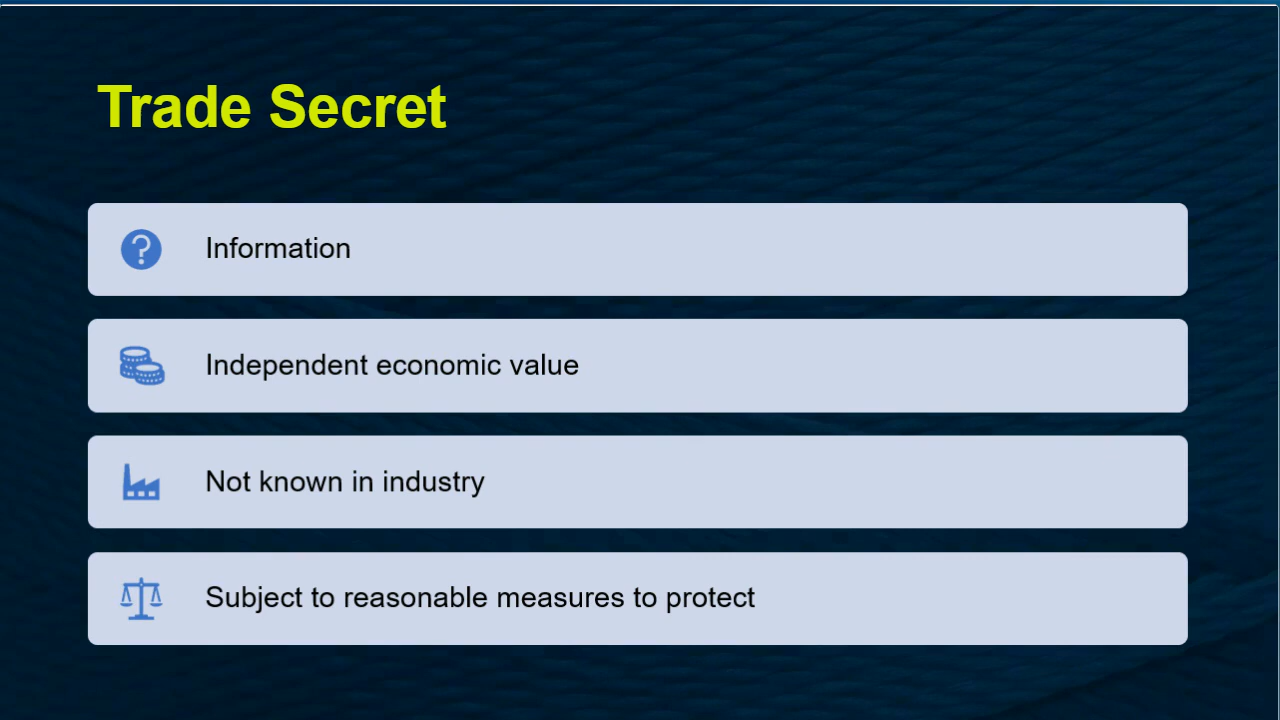 Trade Secret
Information
Independent economic value
Not known in industry
Subject to reasonable measures to protect